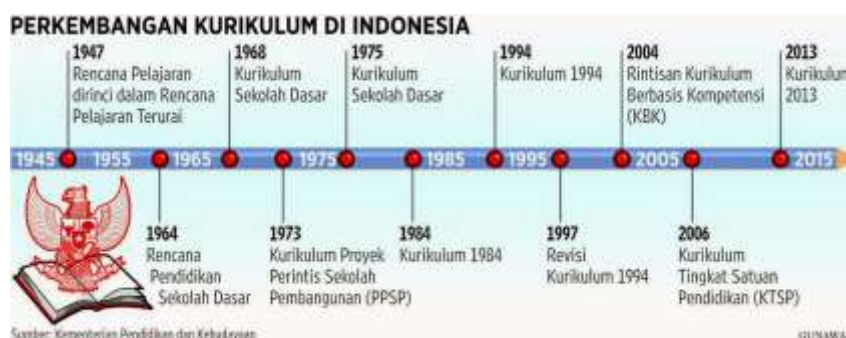 PERKEMBANGAN KURIKULUM DI INDONESIA
1947
Rencana Pelajaran
dirinci dalam Rencana
Pelajaran Terurai
1968
Kurikulum
Sekolah Dasar
1975
Kurikulum
Sekolah Dasar
1994
Kurikulum 1994
2004
Rintisan Kurikulum
Berbasis Kompetensi
(KBK)
2013
Kurikulum
2013
1945 1955 1965 1975 1985 1995 2005 2015
1964
Rencana
Pendidikan
Sekolah Dasar
1973
Kurikulum Proyek
Perintis Sekolah
Pembangunan (PPSP)
1984
Kurikulum 1984
1997
Revisi
Kurikulum 1994
2006
Kurikulum
Tingkat Satuan
Pendidikan (KTSP)
Sumber: Kementerian Pendidikan dan Kebudayaan